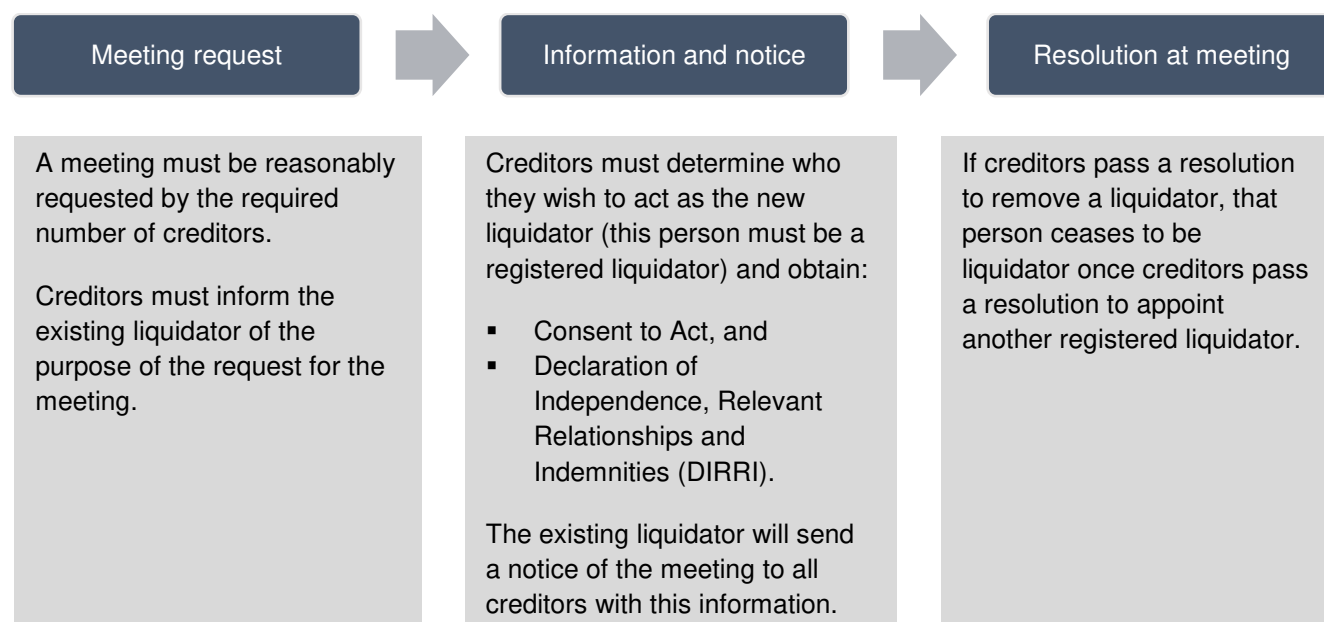 Meeting request
Information and notice
Resolution at meeting
A meeting must be reasonably
requested by the required
number of creditors.
Creditors must inform the
existing liquidator of the
purpose of the request for the
meeting.
Creditors must determine who
they wish to act as the new
liquidator (this person must be a
registered liquidator) and obtain:
▪ Consent to Act, and
▪ Declaration of
Independence, Relevant
Relationships and
Indemnities (DIRRI).
The existing liquidator will send
a notice of the meeting to all
creditors with this information.
If creditors pass a resolution
to remove a liquidator, that
person ceases to be
liquidator once creditors pass
a resolution to appoint
another registered liquidator.